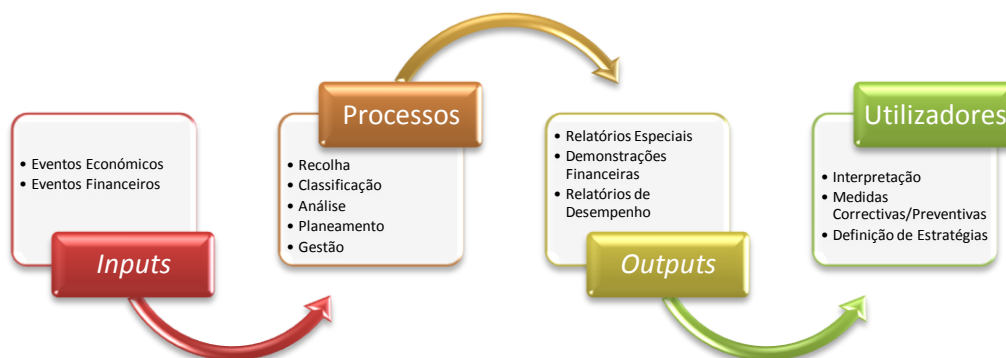 • Eventos Económicos
• Eventos Financeiros
Inputs
Processos
• Recolha
• Classificação
• Análise
• Planeamento
• Gestão
• Relatórios Especiais
• Demonstrações
Financeiras
• Relatórios de
Desempenho
Outputs
Utilizadores
• Interpretação
• Medidas
Correctivas/Preventivas
• Definição de Estratégias